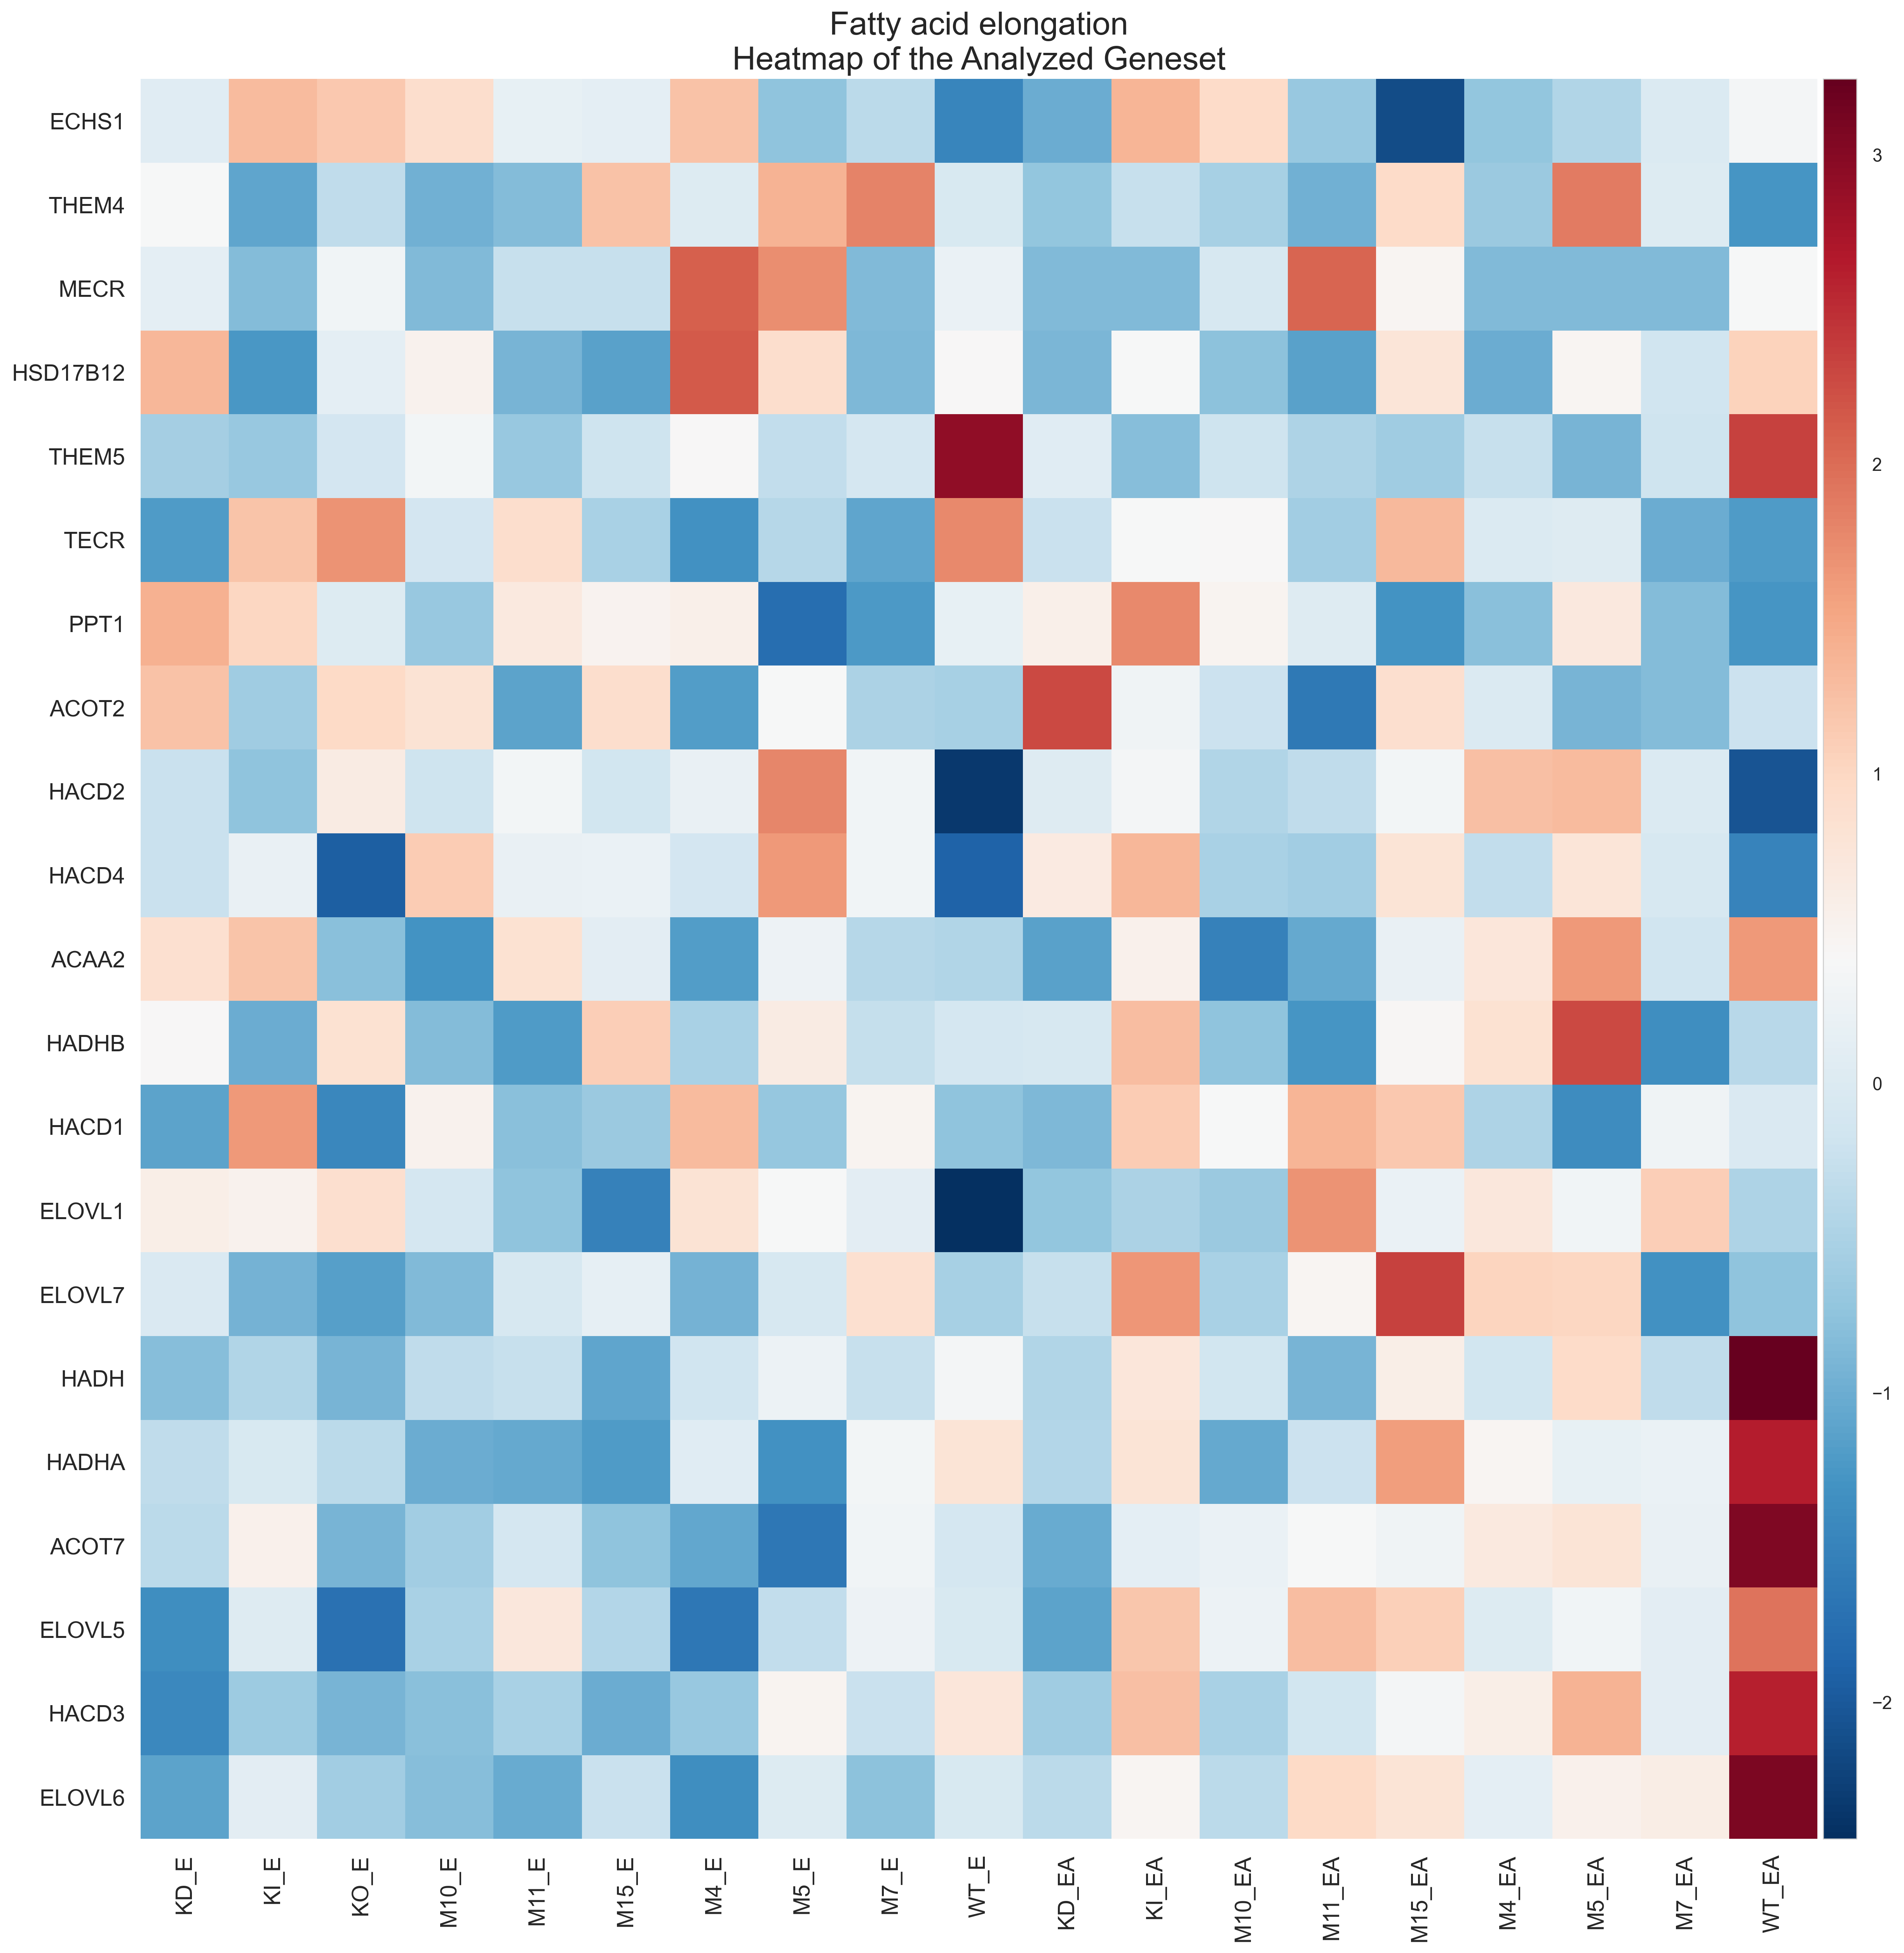 Fatty acid elongation
Heatmap of the Analyzed Geneset
ECHS1
THEM4
MECR
HSD17B12
THEM5
TECR
PPT1
ACOT2
HACD2
HACD4
ACAA2
HADHB
HACD1
ELOVL1
ELOVL7
HADH
HADHA
ACOT7
ELOVL5
HACD3
ELOVL6
KD_E
KI_E
KO_E
M10_E
M11_E
M15_E
M4_E
M5_E
M7_E
WT_E
KD_EA
KI_EA
M10_EA
M11_EA
M15_EA
M4_EA
M5_EA
M7_EA
WT_EA
3
2
1
0
−1
−2